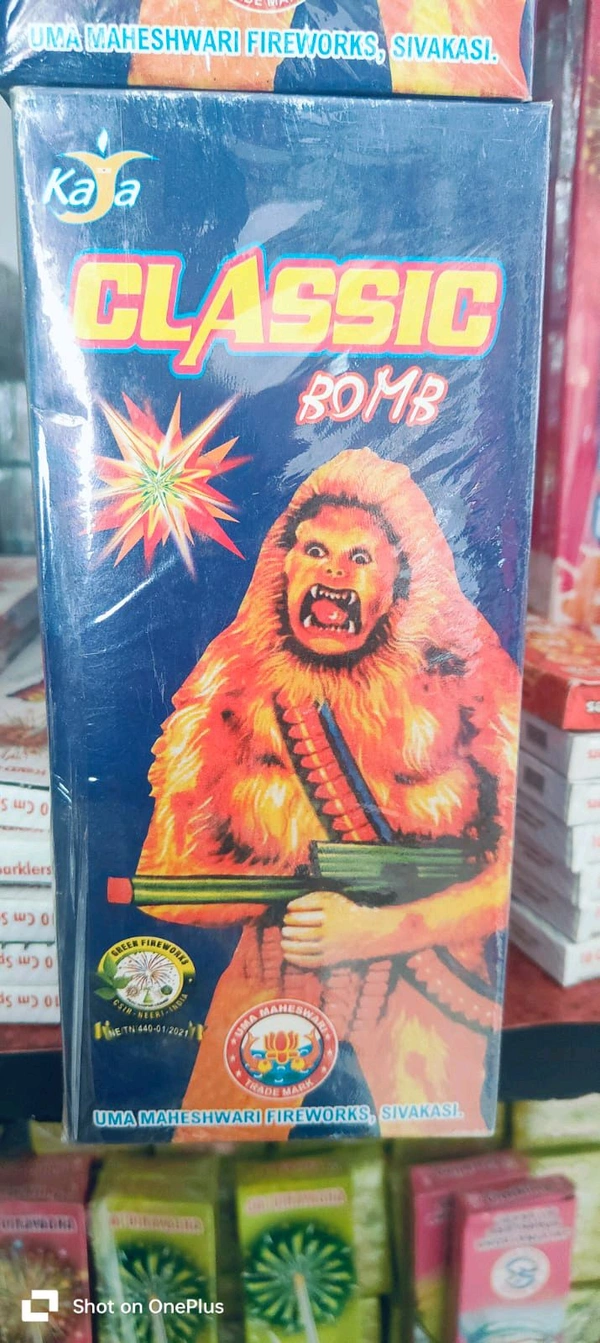 UMA MAHESHWARI FIREWORKS, SIVAKASI.
Kaya
CLASSIC
BOMB
GREEN FIREWORKS
CSIR-NEERI-INDIA
UMA MAHESWARI
TRADE MARK
UMA MAHESHWARI FIREWORKS, SIVAKASI.
Shot on OnePlus